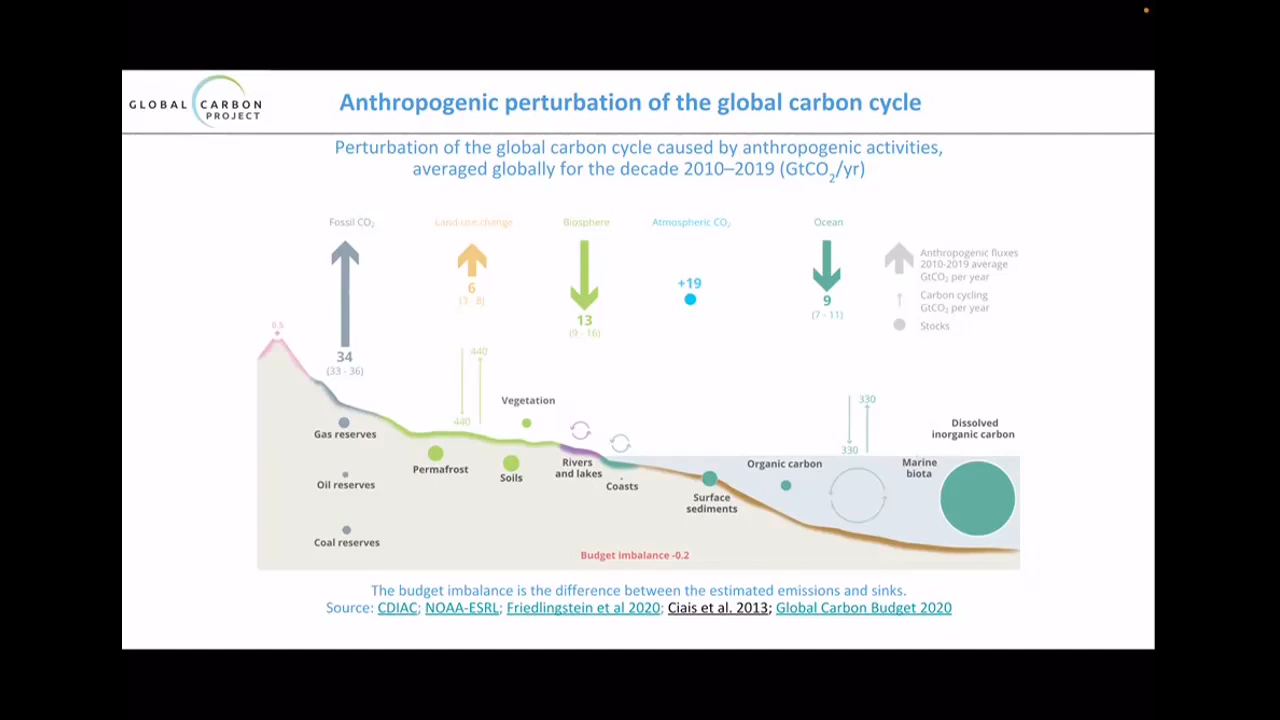 GLOBAL CARBON PROJECT
Anthropogenic perturbation of the global carbon cycle
Perturbation of the global carbon cycle caused by anthropogenic activities,
averaged globally for the decade 2010–2019 (GtCO₂/yr)
Fossil CO₂
Land-use change
Biosphere
Atmospheric CO₂
Ocean
Anthropogenic fluxes
2010-2019 average
GtCO₂ per year
Carbon cycling
GtCO₂ per year
Stocks
+19
6
(3 - 8)
13
(9 - 16)
9
(7 - 11)
0.5
34
(33 - 36)
440
440
330
330
Vegetation
Dissolved
inorganic carbon
Gas reserves
Permafrost
Soils
Rivers
and lakes
Coasts
Organic carbon
Marine
biota
Oil reserves
Surface
sediments
Coal reserves
Budget imbalance -0.2
The budget imbalance is the difference between the estimated emissions and sinks.
Source: CDIAC; NOAA-ESRL; Friedlingstein et al 2020; Ciais et al. 2013; Global Carbon Budget 2020